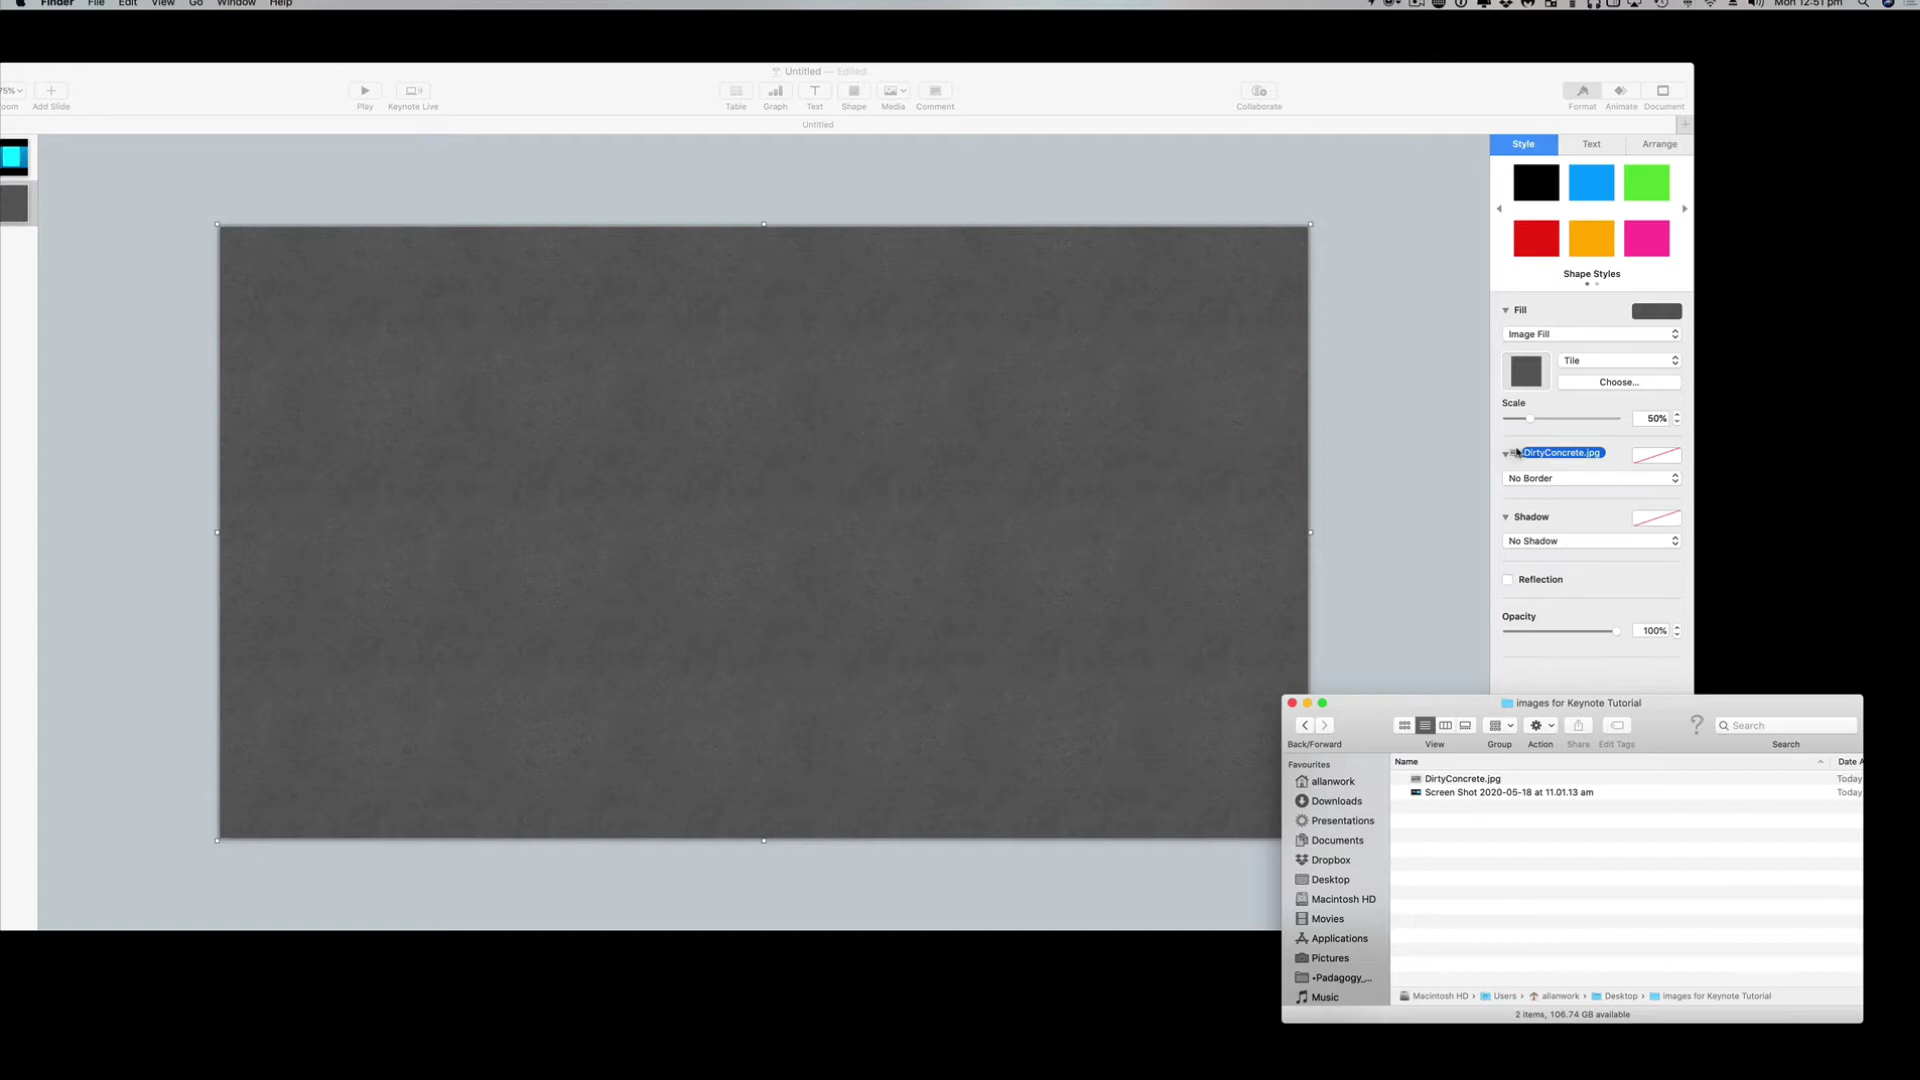 Finder File Edit View Go Window Help
Mon 12:51 pm
Untitled — Edited
75%
Add Slide
Play
Keynote Live
Table
Graph
Text
Shape
Media
Comment
Collaborate
Format
Animate
Document
Untitled
Style
Text
Arrange
Shape Styles
Fill
Image Fill
Tile
Choose...
Scale
50%
DirtyConcrete.jpg
No Border
Shadow
No Shadow
Reflection
Opacity
100%
images for Keynote Tutorial
Search
Back/Forward
View
Group
Action
Share
Edit Tags
Search
Favourites
allanwork
Downloads
Presentations
Documents
Dropbox
Desktop
Macintosh HD
Movies
Applications
Pictures
•Padagogy_...
Music
Name
Date A
DirtyConcrete.jpg
Today
Screen Shot 2020-05-18 at 11.01.13 am
Today
Macintosh HD › Users › allanwork › Desktop › images for Keynote Tutorial
2 items, 106.74 GB available